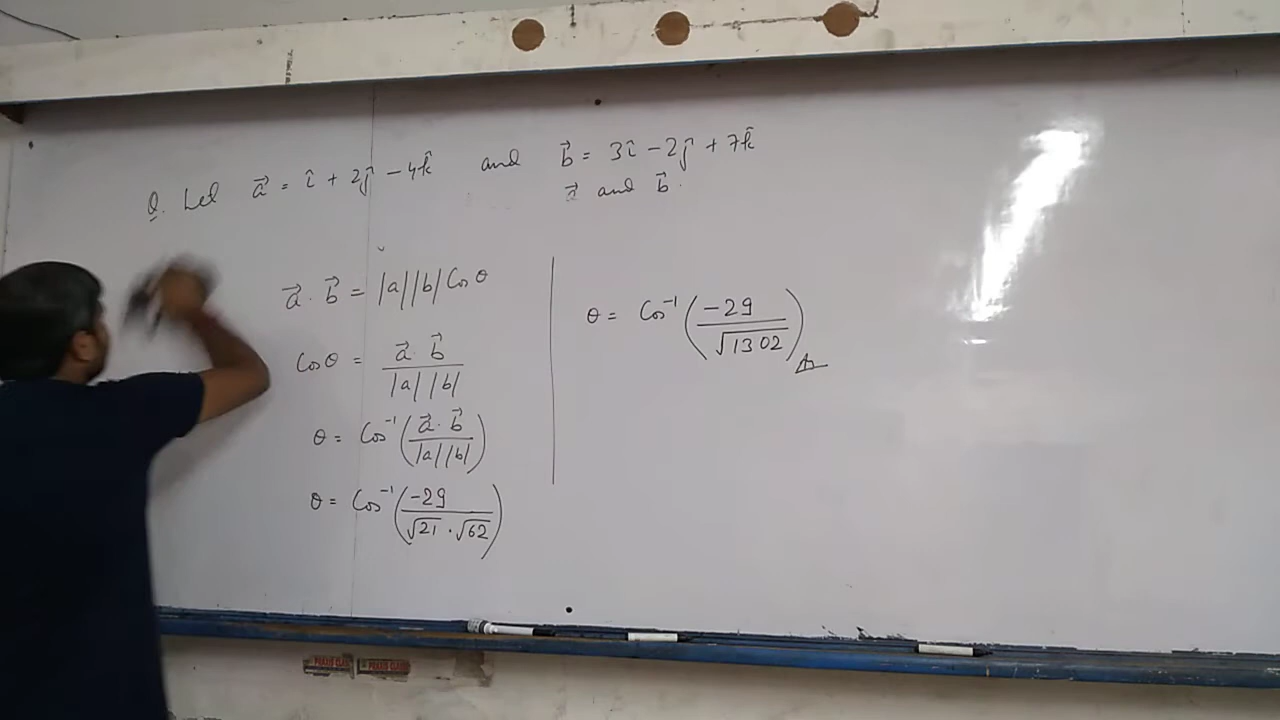 Q. Let a⃗ = î + 2ĵ - 4k̂ and b⃗ = 3î - 2ĵ + 7k̂
a⃗ and b⃗.
a⃗ . b⃗ = |a||b| Cos θ
Cosθ = a⃗ . b⃗ / |a| |b|
θ = Cos⁻¹ (a⃗ . b⃗ / |a||b|)
θ = Cos⁻¹ (-29 / √21 . √62)
θ = Cos⁻¹ (-29 / √1302)